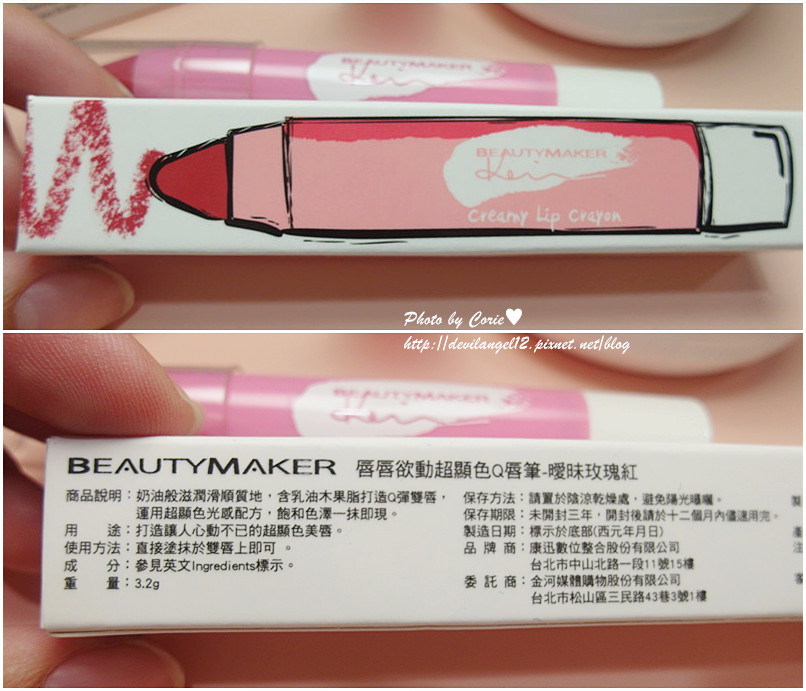 BEAUTYMAKER
Kevin
BEAUTYMAKER
Kevin
Creamy Lip Crayon
Photo by Corie♥
http://devilangel12.pixnet.net/blog
BEAUTYMAKER
BEAUTYMAKER 唇唇欲動超顯色Q唇筆-曖昧玫瑰紅
商品說明：奶油般滋潤滑順質地，含乳油木果脂打造Q彈雙唇，
運用超顯色光感配方，飽和色澤一抹即現。
用　　途：打造讓人心動不已的超顯色美唇。
使用方法：直接塗抹於雙唇上即可 。
成　　分：參見英文Ingredients標示。
重　　量：3.2g
保存方法：請置於陰涼乾燥處，避免陽光曝曬。
保存期限：未開封三年，開封後請於十二個月內儘速用完。
製造日期：標示於底部(西元年月日)
品 牌 商：康迅數位整合股份有限公司
台北市中山北路一段11號15樓
委 託 商：金河媒體購物股份有限公司
台北市松山區三民路43巷3號1樓
製
產
注